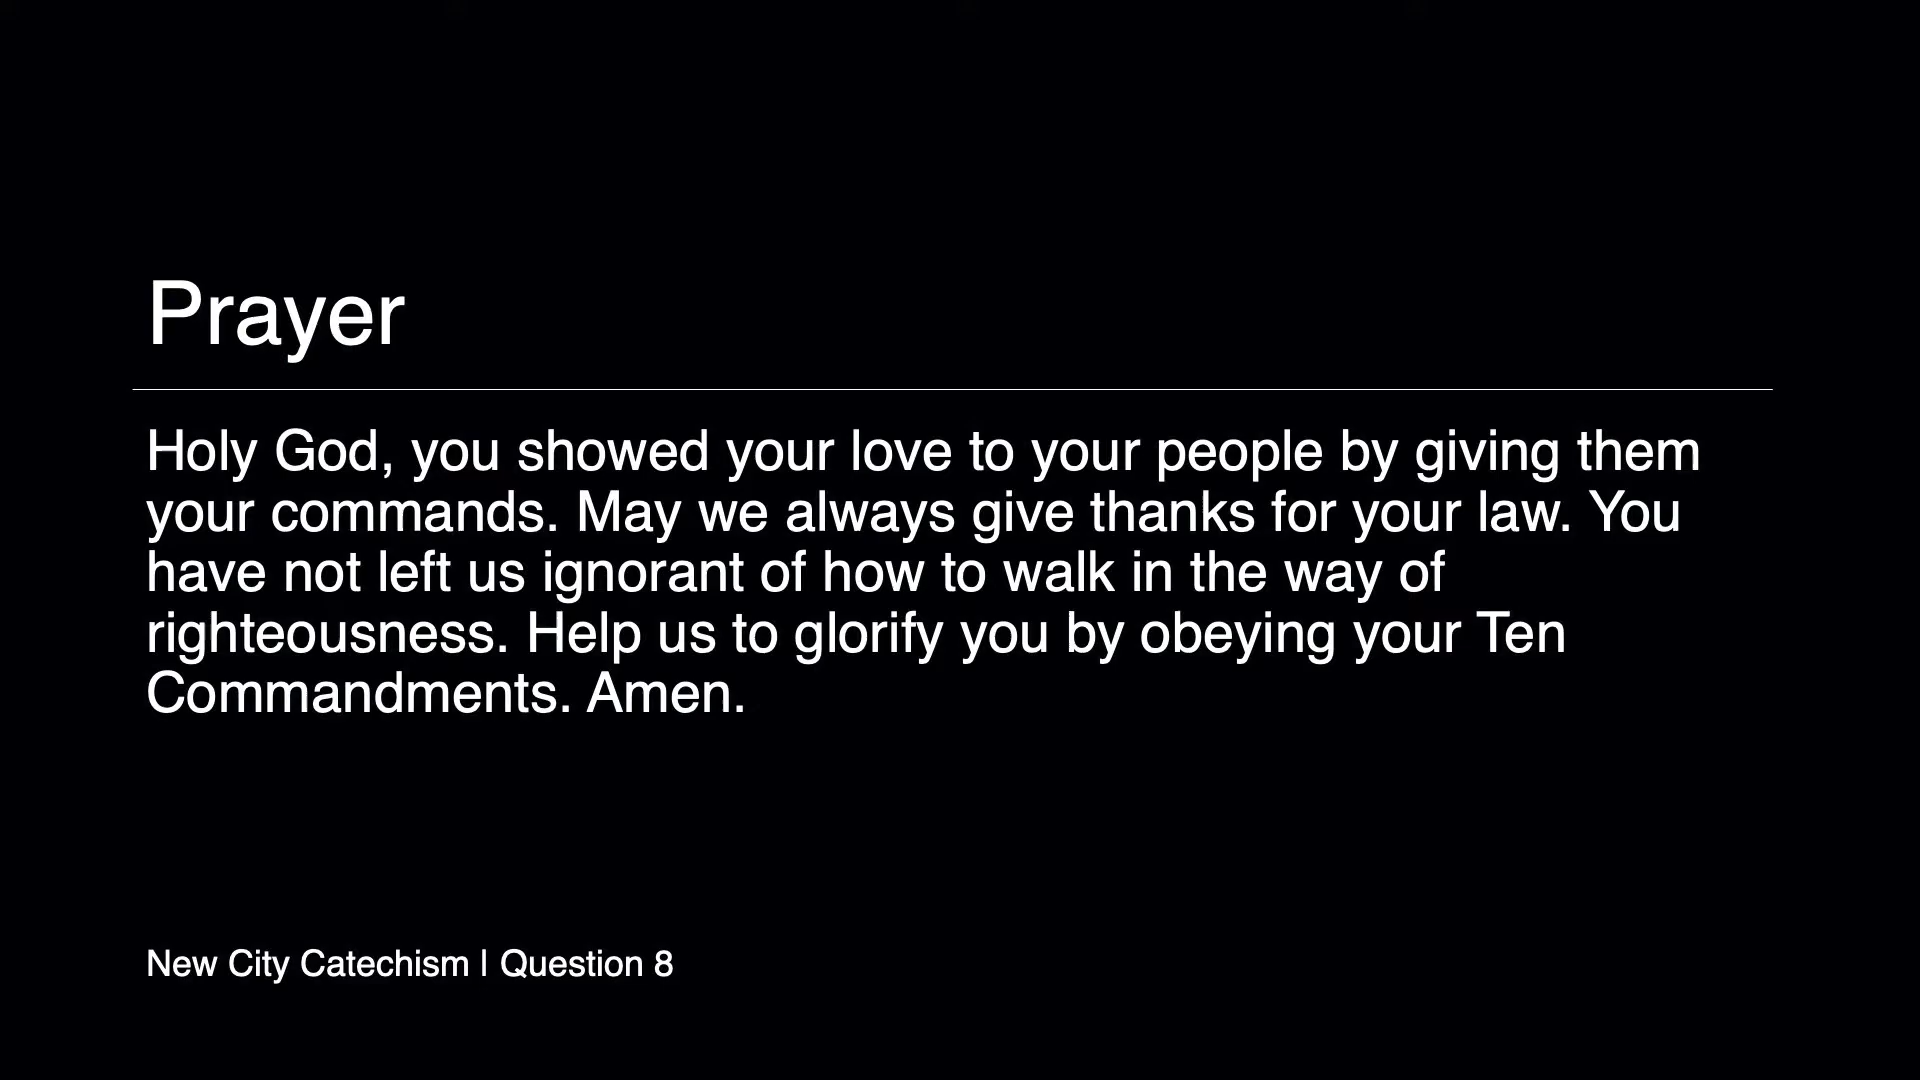 Prayer
Holy God, you showed your love to your people by giving them
your commands. May we always give thanks for your law. You
have not left us ignorant of how to walk in the way of
righteousness. Help us to glorify you by obeying your Ten
Commandments. Amen.
New City Catechism | Question 8